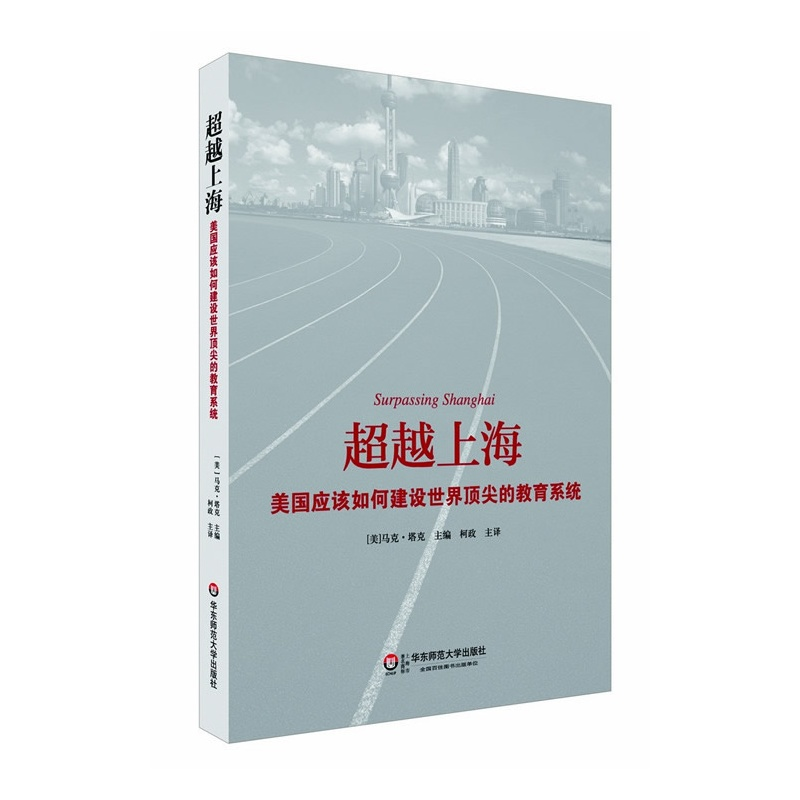 超越上海
美国应该如何建设世界顶尖的教育系统
[美]马克·塔克 主编
柯政 主译
华东师范大学出版社
Surpassing Shanghai
超越上海
美国应该如何建设世界顶尖的教育系统
[美]马克·塔克 主编 柯政 主译
华东师范大学出版社
全国百佳图书出版单位